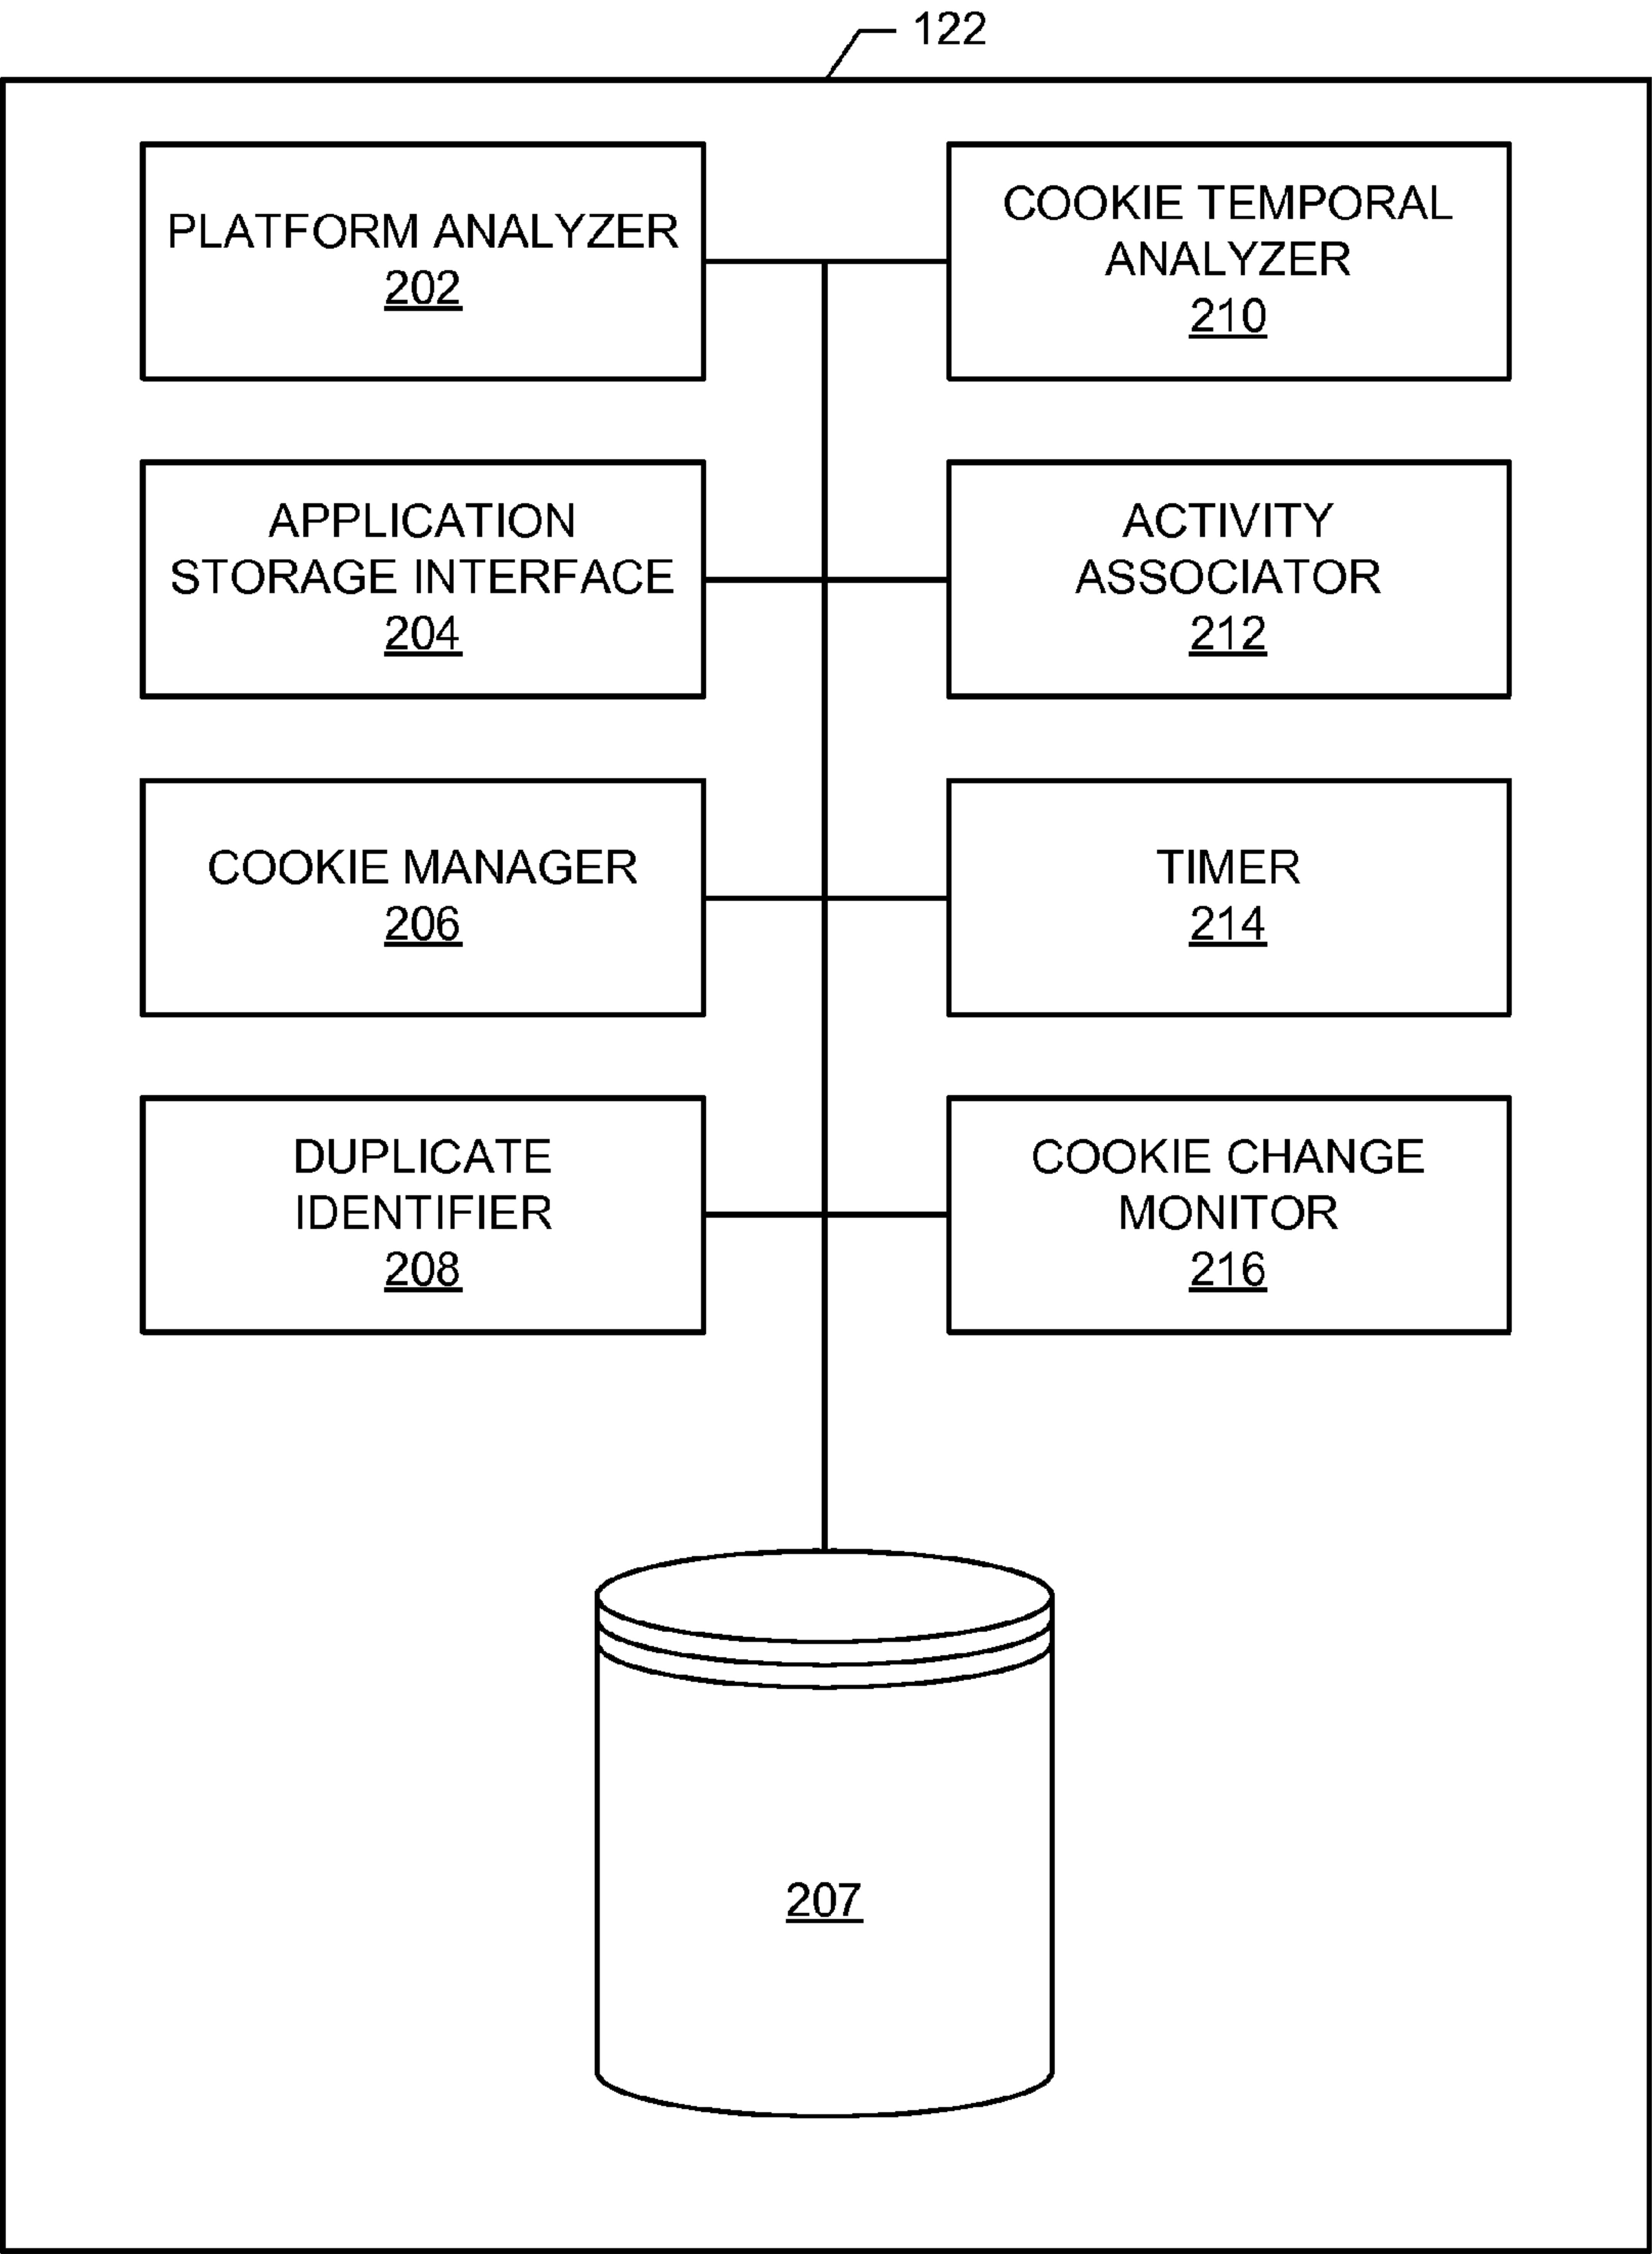 122
PLATFORM ANALYZER
202
COOKIE TEMPORAL
ANALYZER
210
APPLICATION
STORAGE INTERFACE
204
ACTIVITY
ASSOCIATOR
212
COOKIE MANAGER
206
TIMER
214
DUPLICATE
IDENTIFIER
208
COOKIE CHANGE
MONITOR
216
207